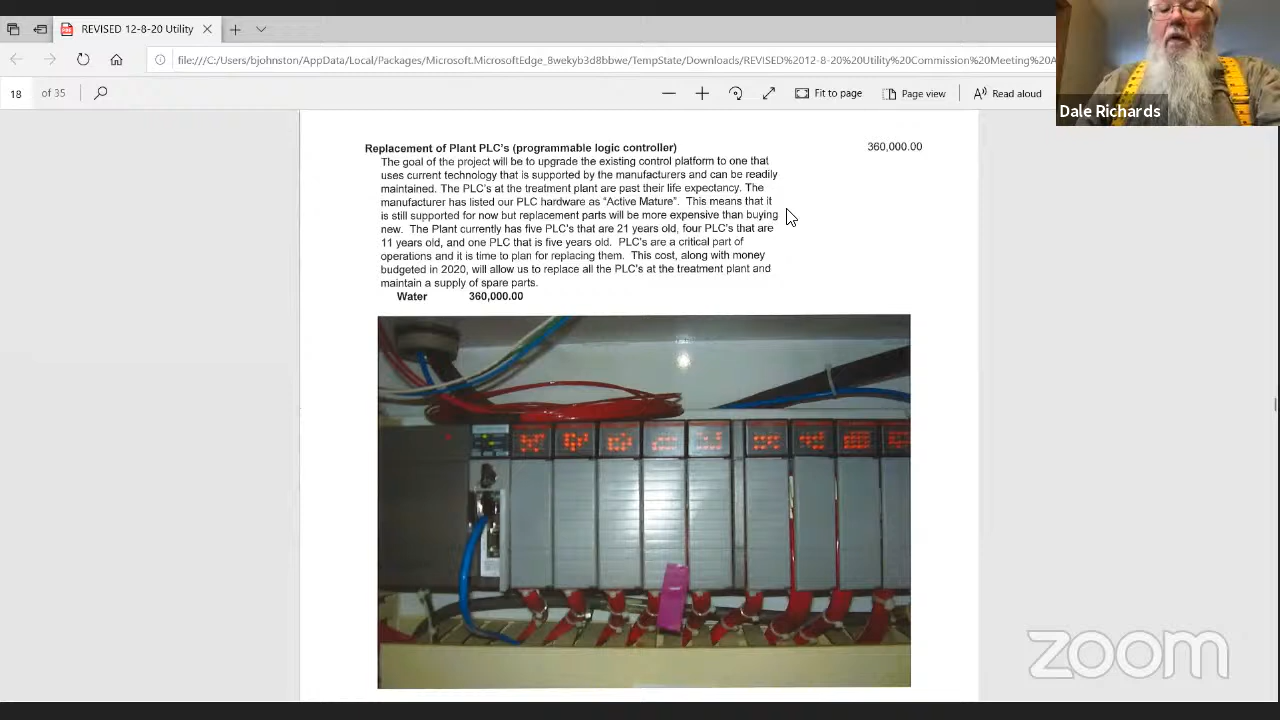 REVISED 12-8-20 Utility
file:///C:/Users/bjohnston/AppData/Local/Packages/Microsoft.MicrosoftEdge_8wekyb3d8bbwe/TempState/Downloads/REVISED%2012-8-20%20Utility%20Commission%20Meeting%20A
18 of 35
Fit to page
Page view
Read aloud
Dale Richards
Replacement of Plant PLC's (programmable logic controller) 360,000.00
The goal of the project will be to upgrade the existing control platform to one that
uses current technology that is supported by the manufacturers and can be readily
maintained. The PLC's at the treatment plant are past their life expectancy. The
manufacturer has listed our PLC hardware as “Active Mature”. This means that it
is still supported for now but replacement parts will be more expensive than buying
new. The Plant currently has five PLC's that are 21 years old, four PLC's that are
11 years old, and one PLC that is five years old. PLC's are a critical part of
operations and it is time to plan for replacing them. This cost, along with money
budgeted in 2020, will allow us to replace all the PLC's at the treatment plant and
maintain a supply of spare parts.
Water 360,000.00
zoom